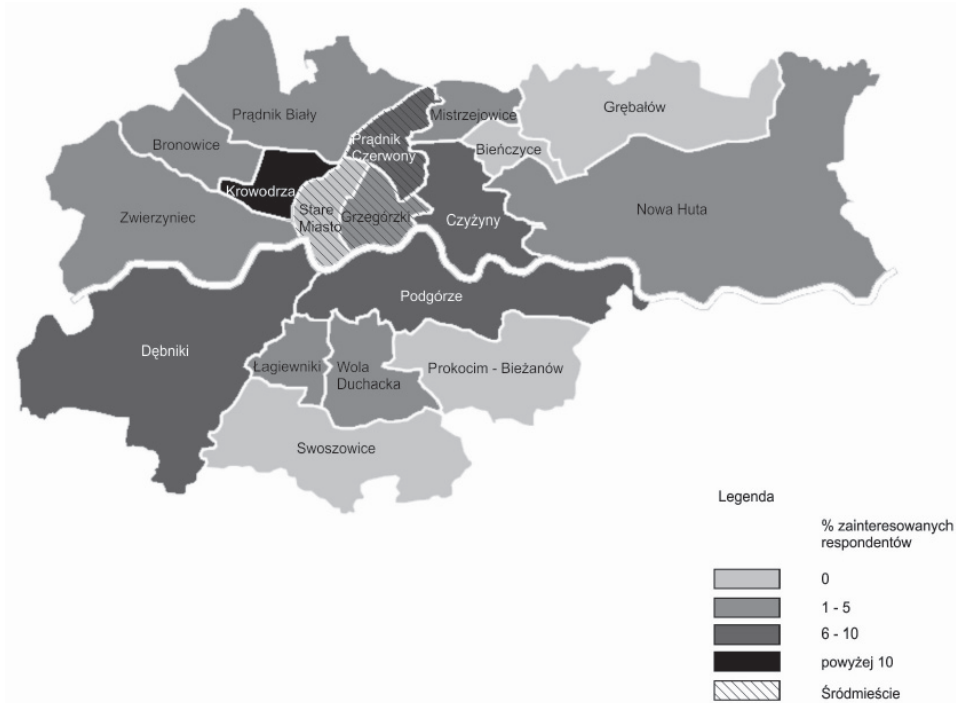 Prądnik Biały
Mistrzejowice
Grębałów
Bronowice
Prądnik
Czerwony
Bieńczyce
Krowodrza
Zwierzyniec
Stare
Miasto
Grzegórzki
Czyżyny
Nowa Huta
Podgórze
Dębniki
Łagiewniki
Wola
Duchacka
Prokocim - Bieżanów
Swoszowice
Legenda
% zainteresowanych
respondentów
0
1 - 5
6 - 10
powyżej 10
Śródmieście